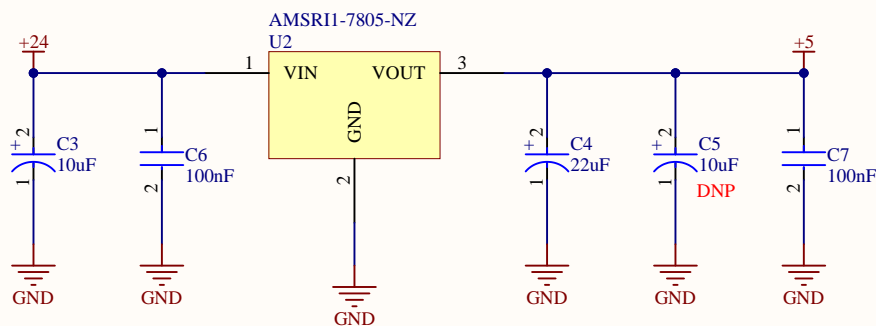 AMSRI1-7805-NZ
U2
+24
+5
1
VIN
VOUT
3
GND
2
2
+
C3
10uF
1
1
C6
100nF
2
2
+
C4
22uF
1
2
+
C5
10uF
1
DNP
1
C7
100nF
2
GND
GND
GND
GND
GND
GND